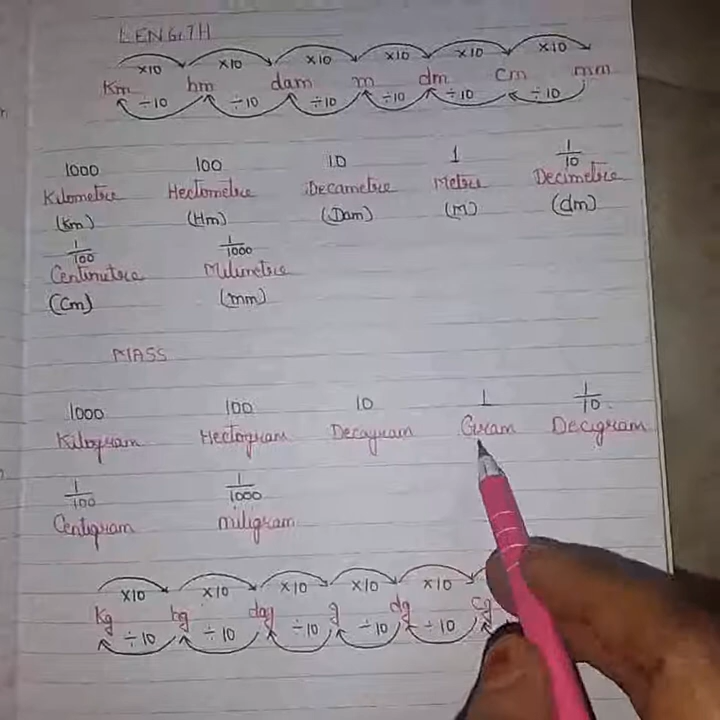 LENGTH
×10 ×10 ×10 ×10 ×10 ×10
Km hm dam m dm cm mm
÷10 ÷10 ÷10 ÷10 ÷10 ÷10
1000 100 10 1 1/10
Kilometre Hectometre Decametre Metre Decimetre
(Km) (Hm) (Dam) (M) (dm)
1/100 1/1000
Centimetre Milimetre
(Cm) (mm)
MASS
1000 100 10 1 1/10
Kilogram Hectogram Decagram Gram Decigram
1/100 1/1000
Centigram miligram
×10 ×10 ×10 ×10 ×10
Kg hg dag g dg cg
÷10 ÷10 ÷10 ÷10 ÷10